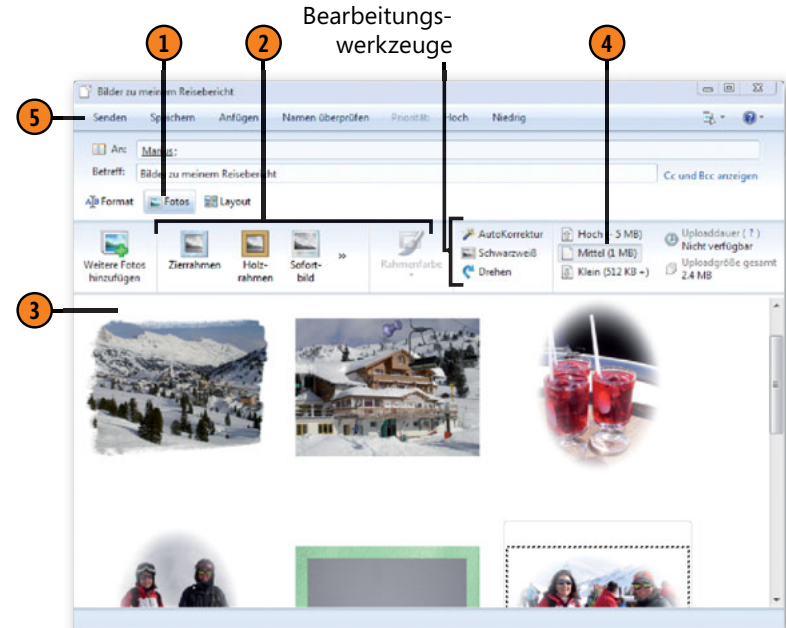 Bearbeitungs-
werkzeuge
1
2
4
Bilder zu meinem Reisebericht
5
Senden Speichern Anfügen Namen überprüfen Priorität: Hoch Niedrig
An: Marius;
Betreff: Bilder zu meinem Reisebericht Cc und Bcc anzeigen
Format Fotos Layout
Weitere Fotos
hinzufügen
Zierrahmen
Holz-
rahmen
Sofort-
bild
»
Rahmenfarbe
AutoKorrektur
Schwarzweiß
Drehen
Hoch (~ 5 MB)
Mittel (1 MB)
Klein (512 KB +)
Uploaddauer ( ? )
Nicht verfügbar
Uploadgröße gesamt
2.4 MB
3